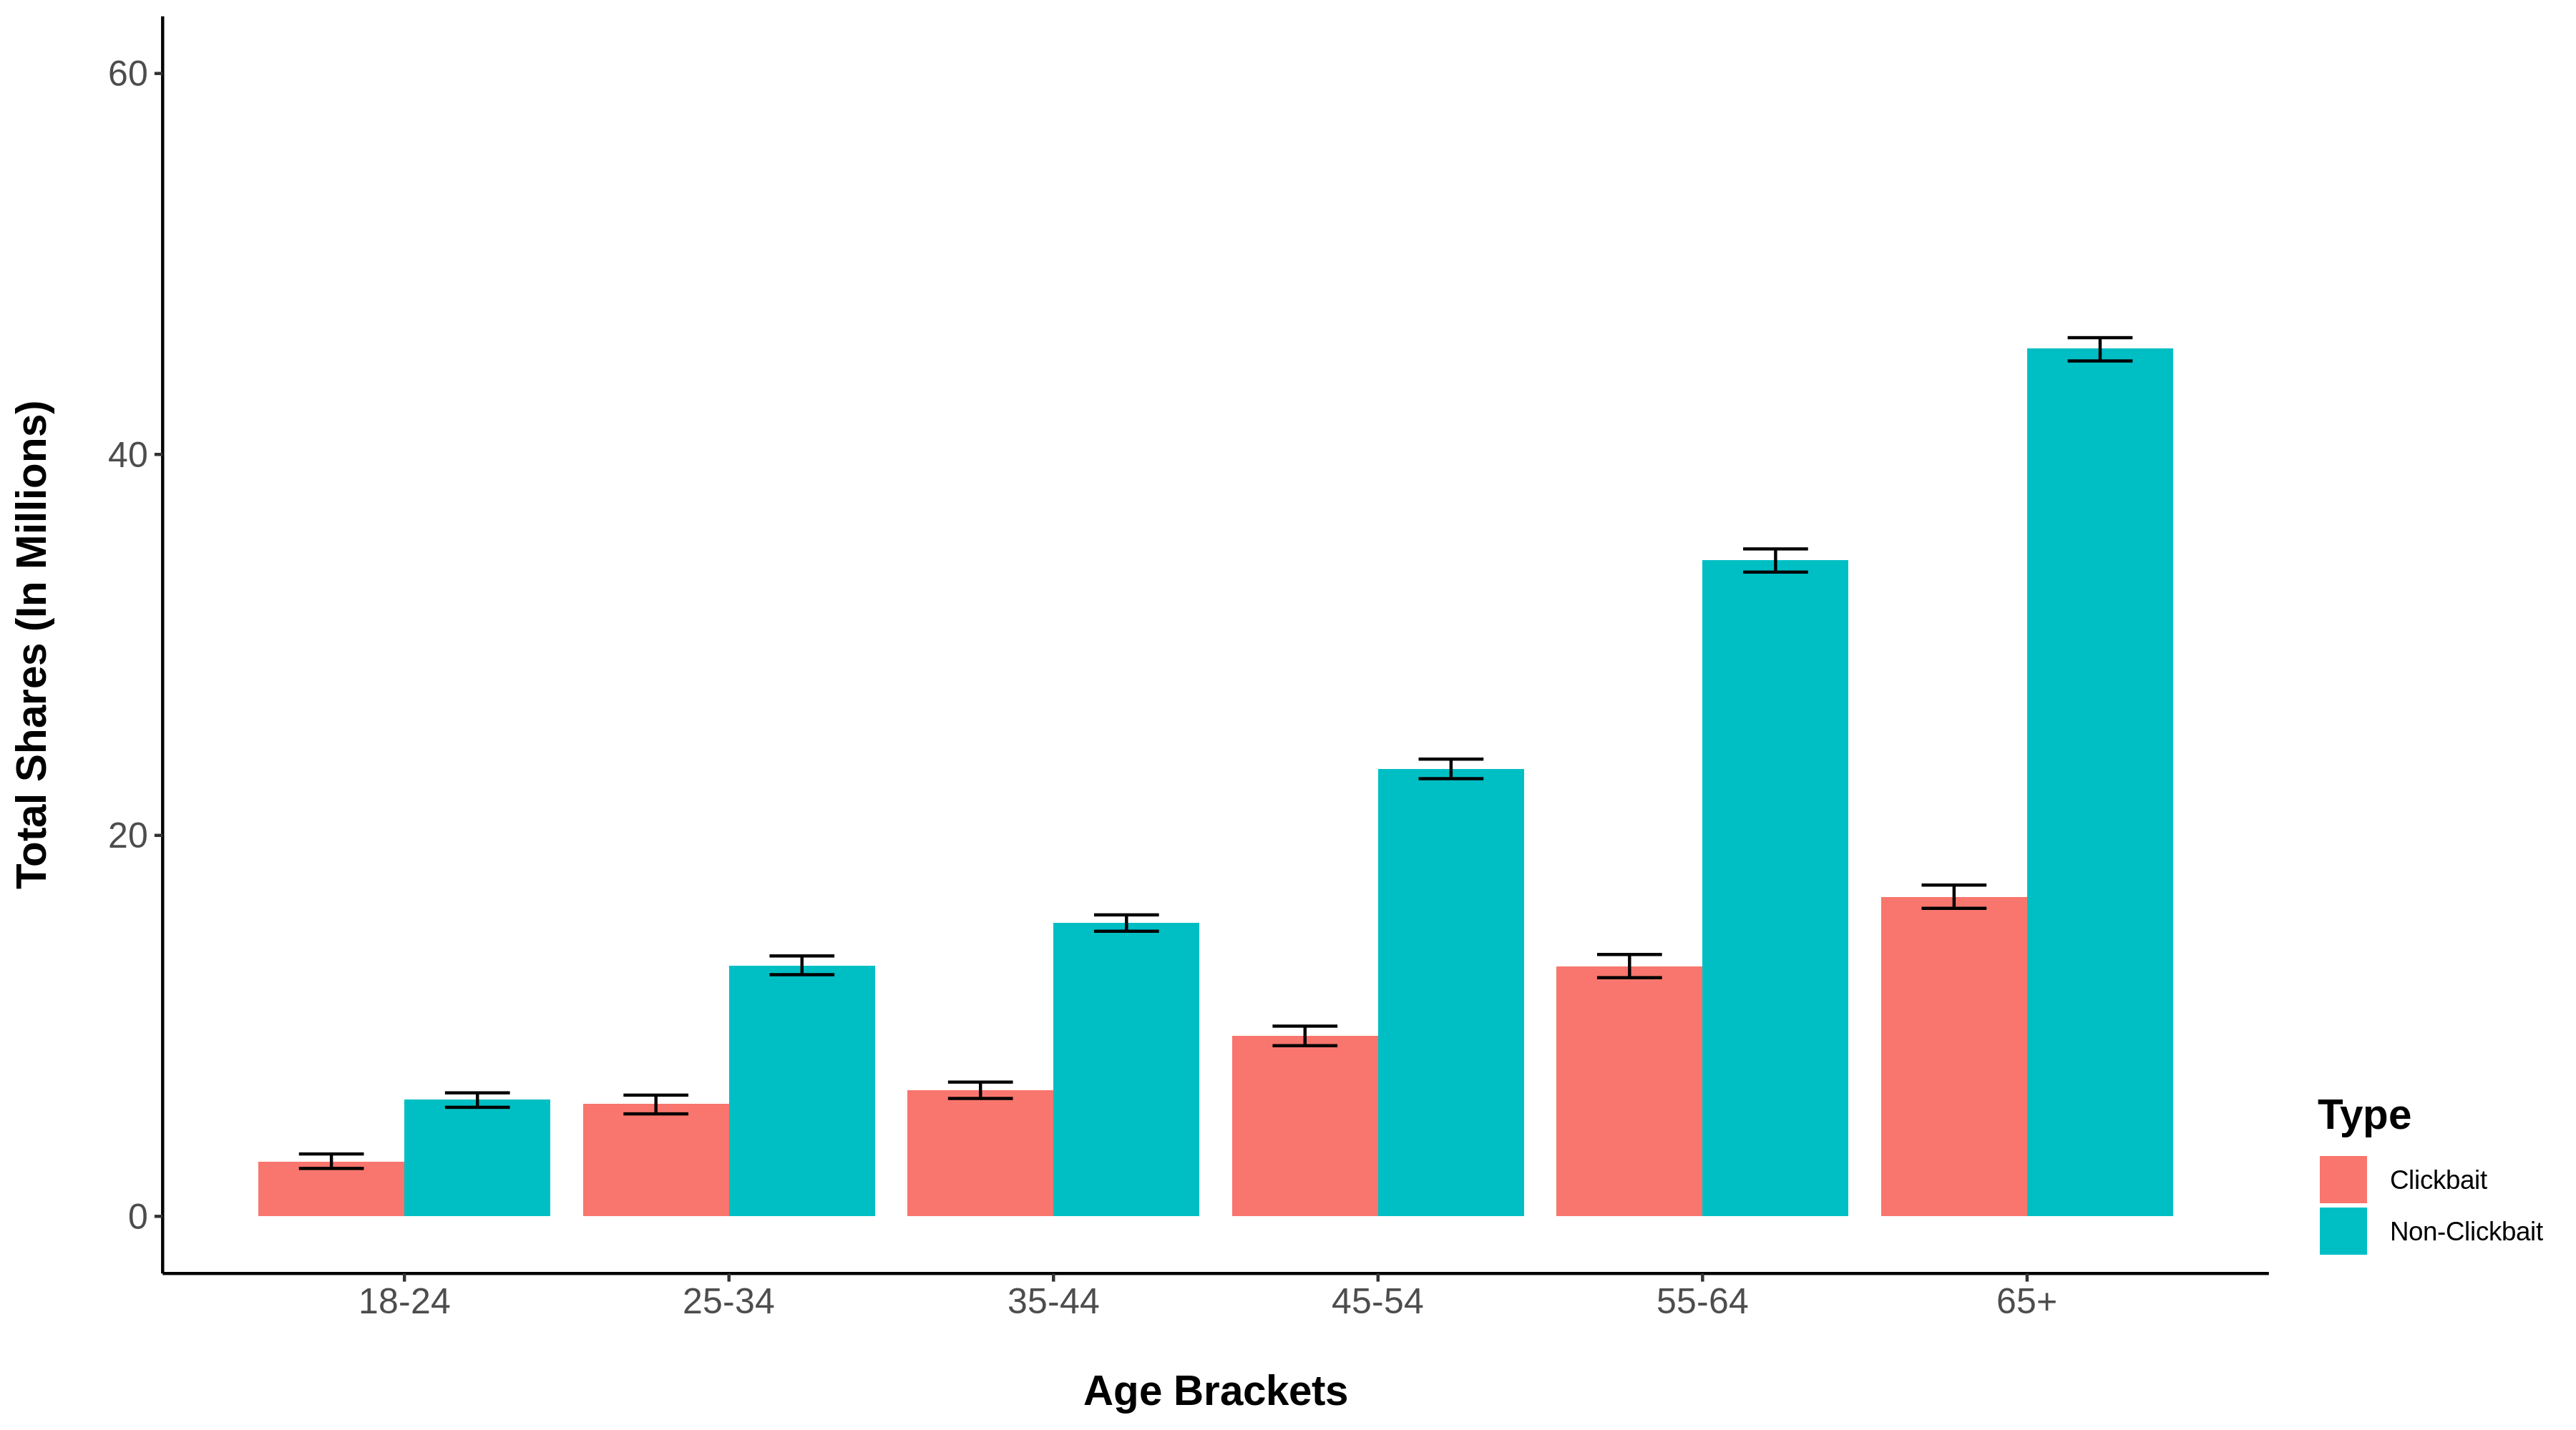 Total Shares (In Millions)
60
40
20
0
18-24
25-34
35-44
45-54
55-64
65+
Age Brackets
Type
Clickbait
Non-Clickbait